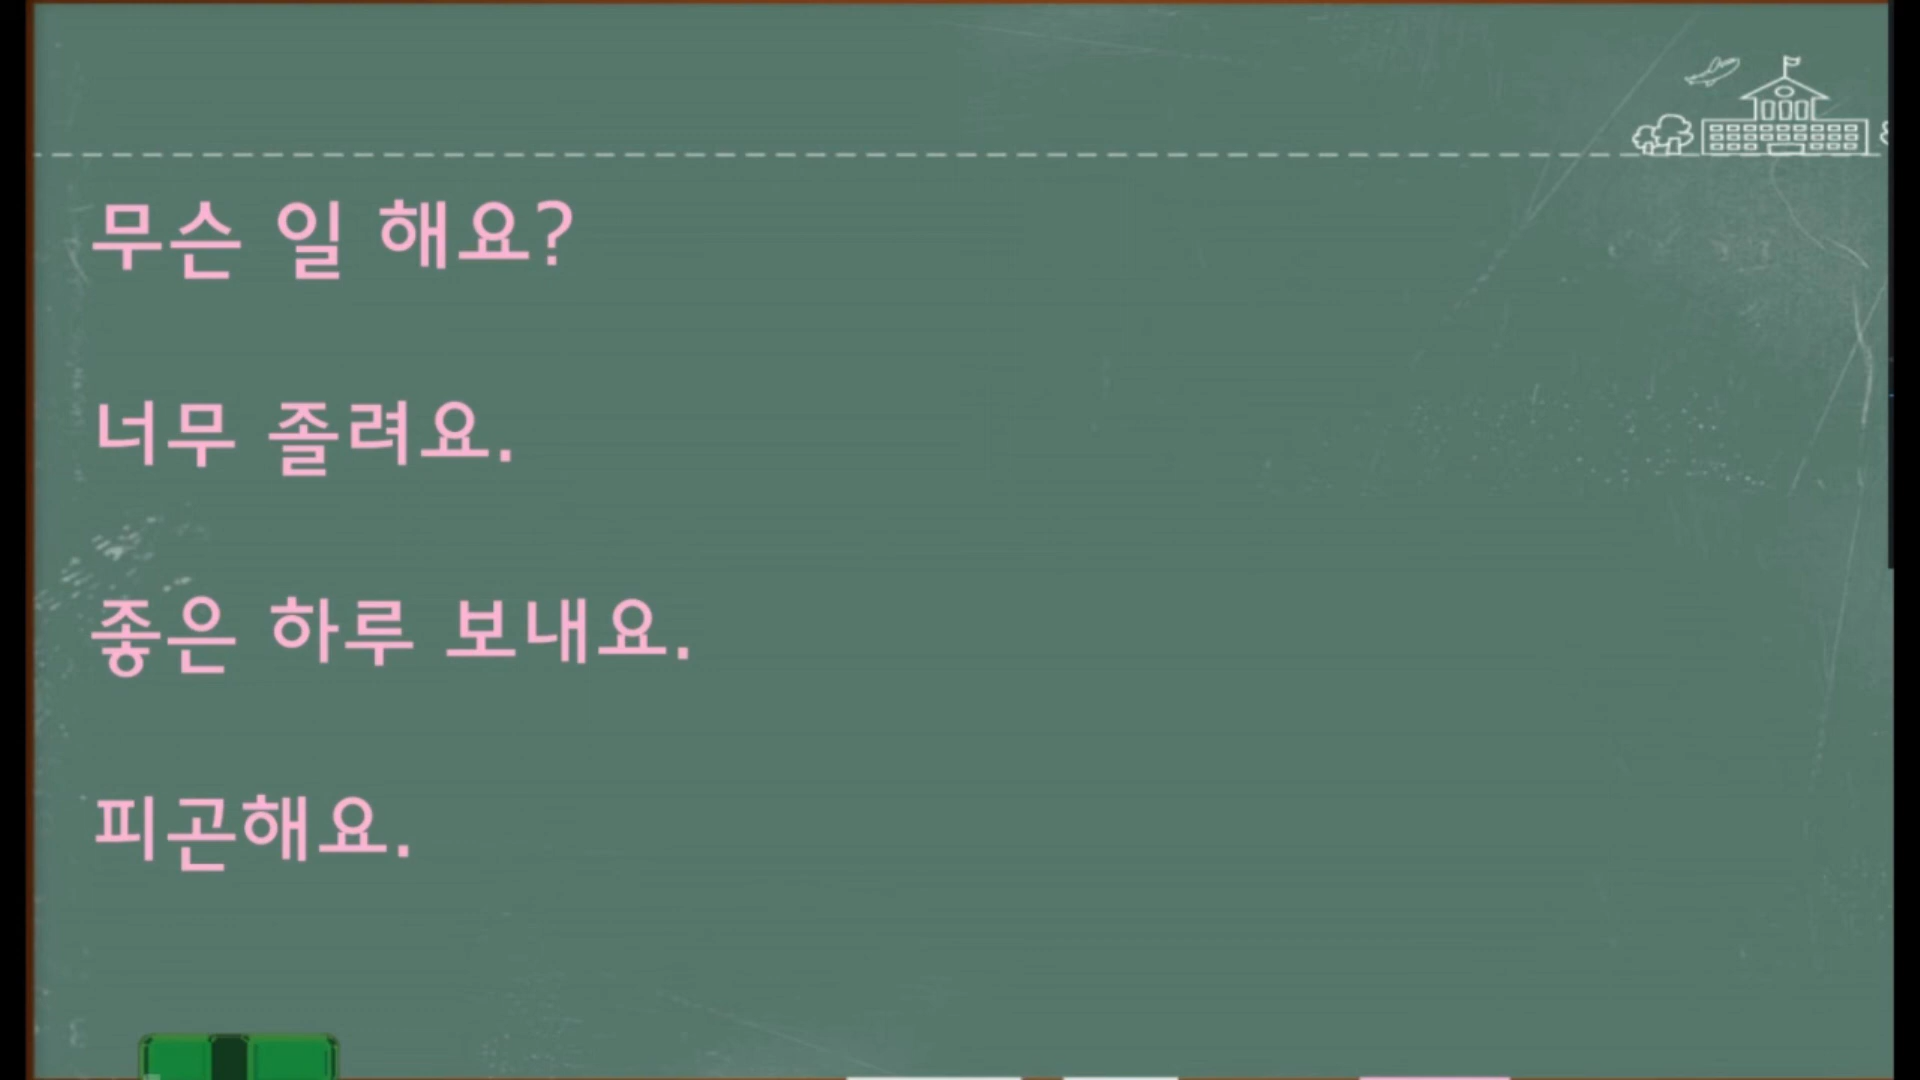 무슨 일 해요?
너무 졸려요.
좋은 하루 보내요.
피곤해요.